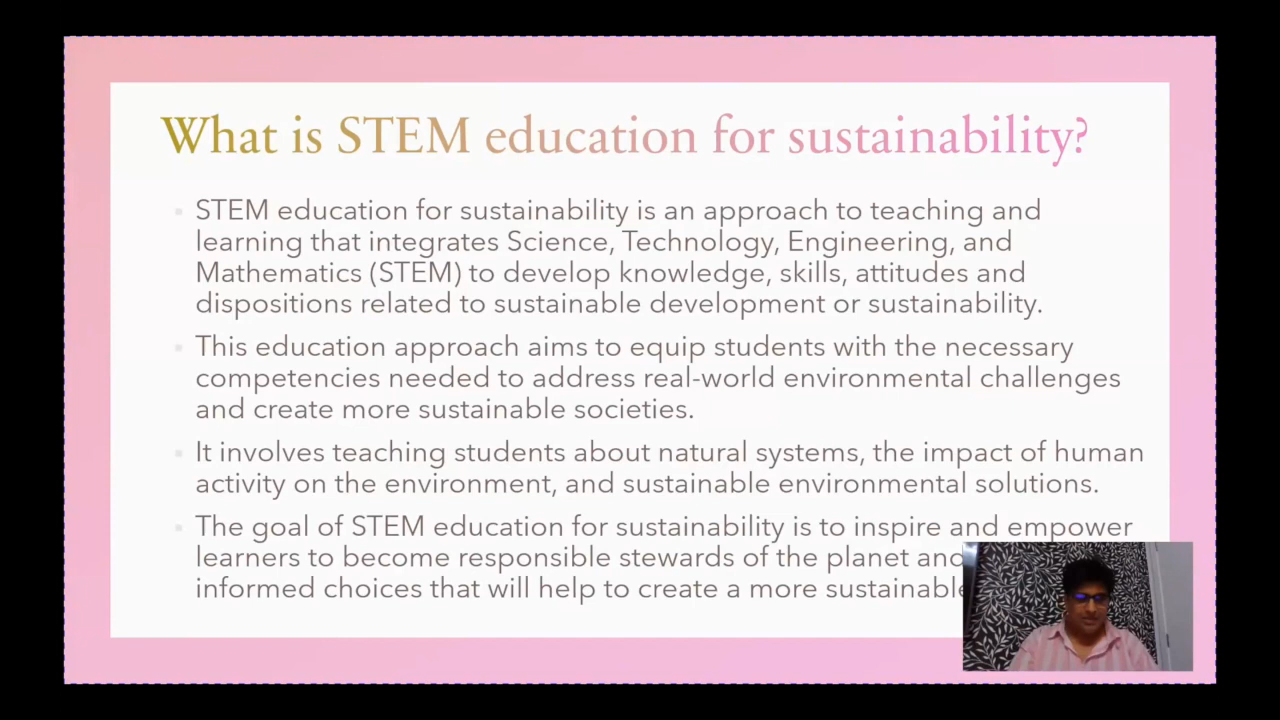 What is STEM education for sustainability?
STEM education for sustainability is an approach to teaching and
learning that integrates Science, Technology, Engineering, and
Mathematics (STEM) to develop knowledge, skills, attitudes and
dispositions related to sustainable development or sustainability.
This education approach aims to equip students with the necessary
competencies needed to address real-world environmental challenges
and create more sustainable societies.
It involves teaching students about natural systems, the impact of human
activity on the environment, and sustainable environmental solutions.
The goal of STEM education for sustainability is to inspire and empower
learners to become responsible stewards of the planet and
informed choices that will help to create a more sustainable